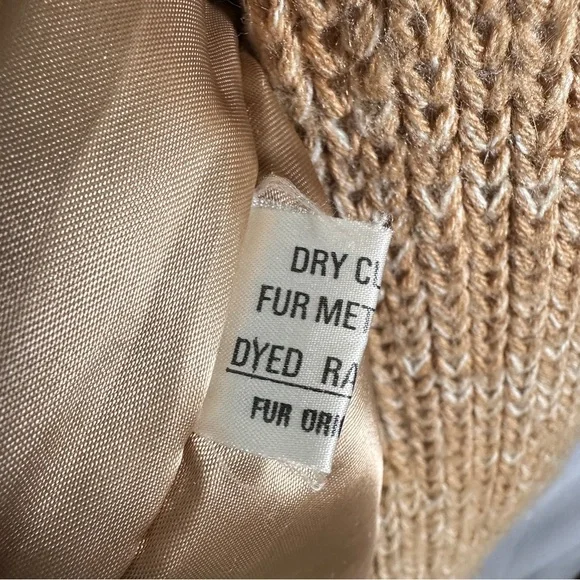 DRY CL
FUR MET
DYED RA
FUR ORI